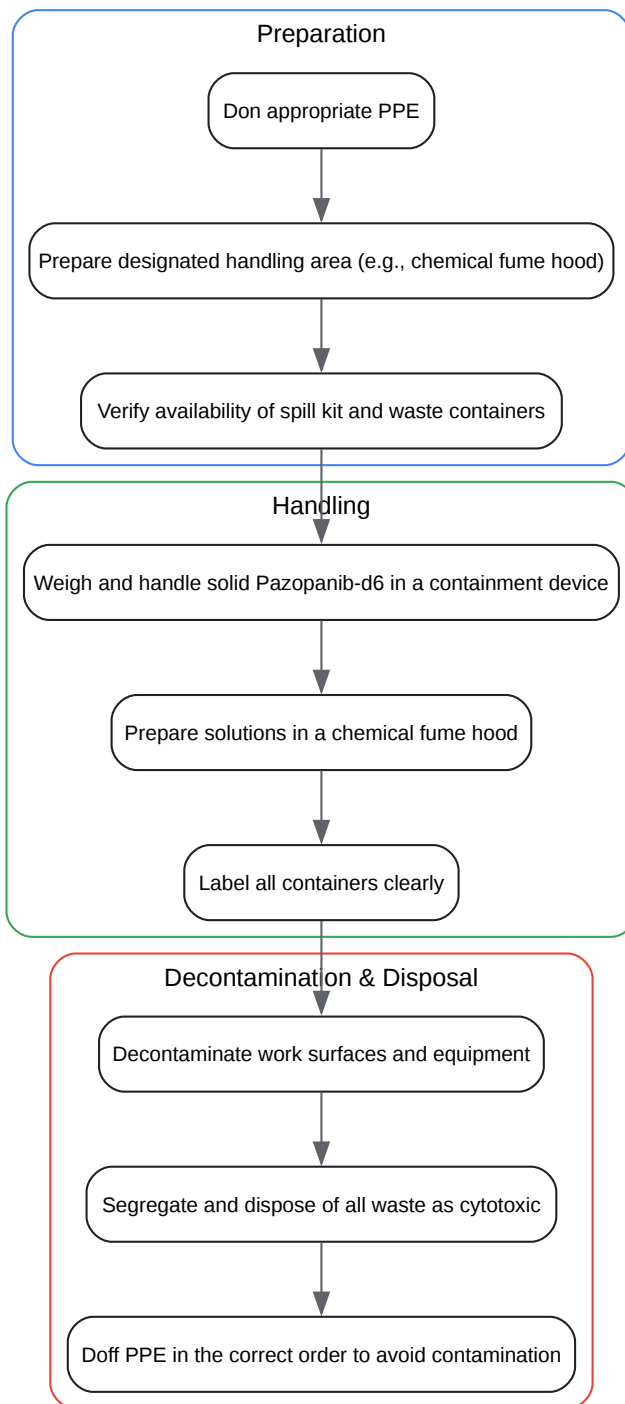 Preparation
Don appropriate PPE
Prepare designated handling area (e.g., chemical fume hood)
Verify availability of spill kit and waste containers
Handling
Weigh and handle solid Pazopanib-d6 in a containment device
Prepare solutions in a chemical fume hood
Label all containers clearly
Decontamination & Disposal
Decontaminate work surfaces and equipment
Segregate and dispose of all waste as cytotoxic
Doff PPE in the correct order to avoid contamination